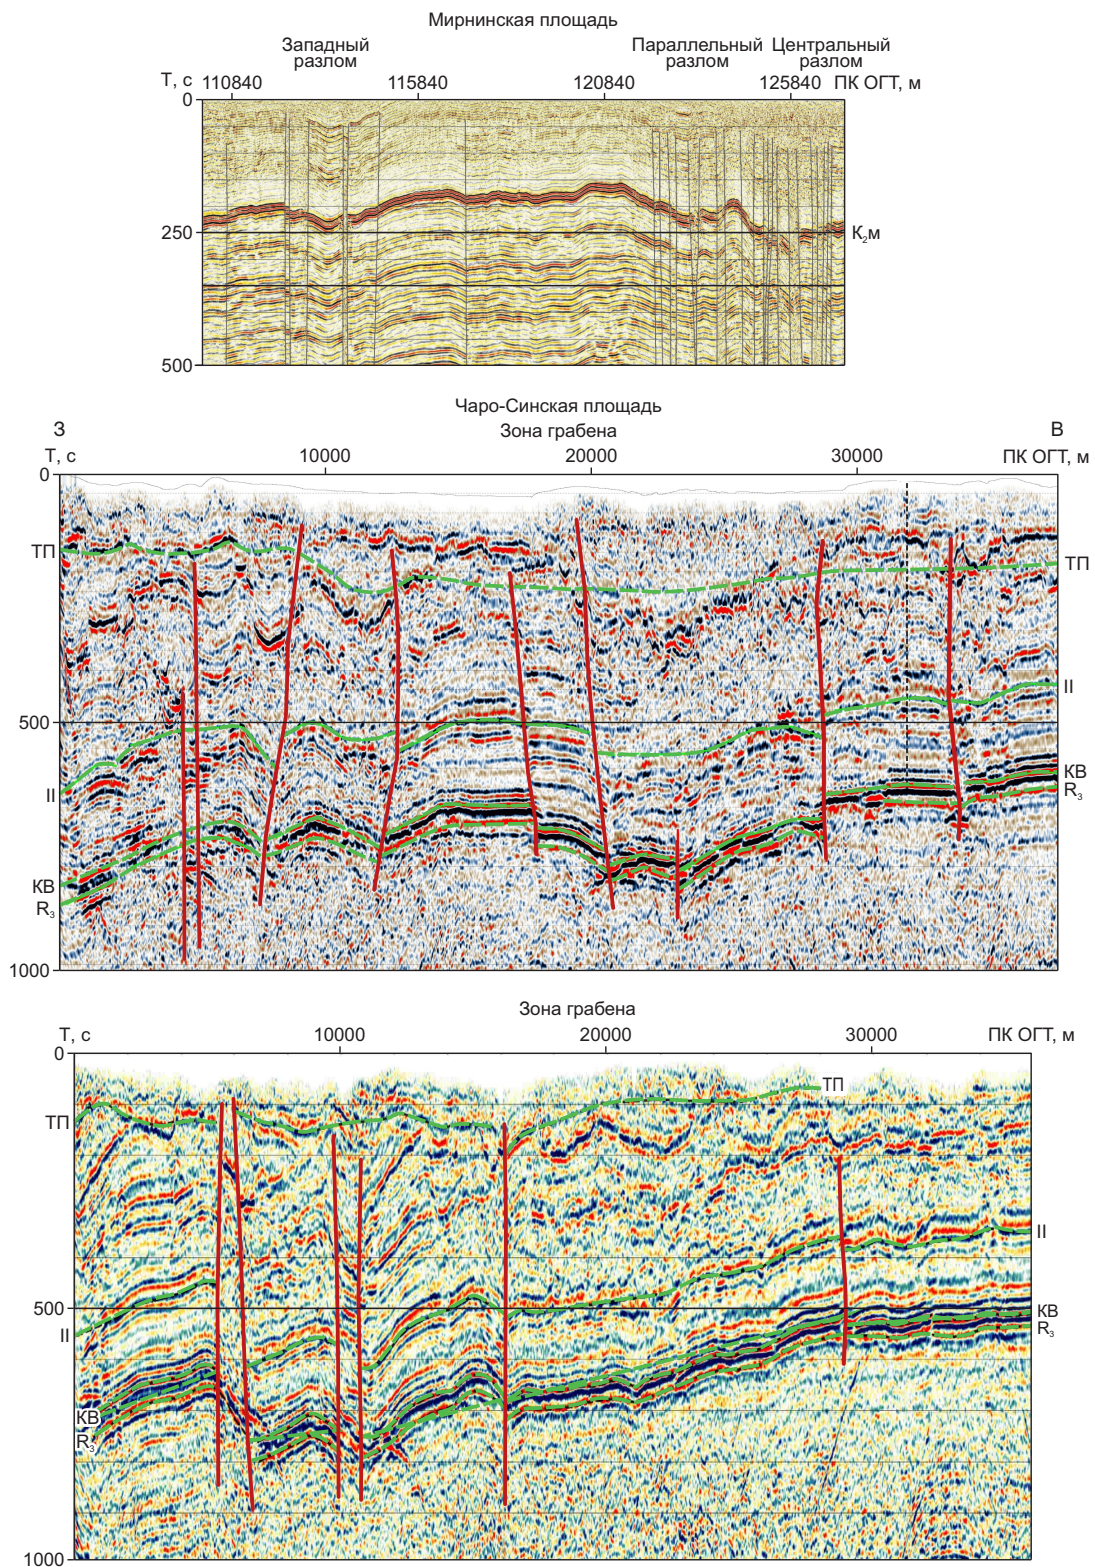 Мирнинская площадь
Западный Параллельный Центральный
разлом разлом разлом
Т, с 110840 115840 120840 125840 ПК ОГТ, м
0
250
К₂м
500
Чаро-Синская площадь
З Зона грабена В
Т, с 10000 20000 30000 ПК ОГТ, м
0
ТП
ТП
II
500
КВ
II
R₃
КВ
R₃
1000
Зона грабена
Т, с 10000 20000 30000 ПК ОГТ, м
0
ТП
ТП
II
500
КВ
II
R₃
КВ
R₃
1000